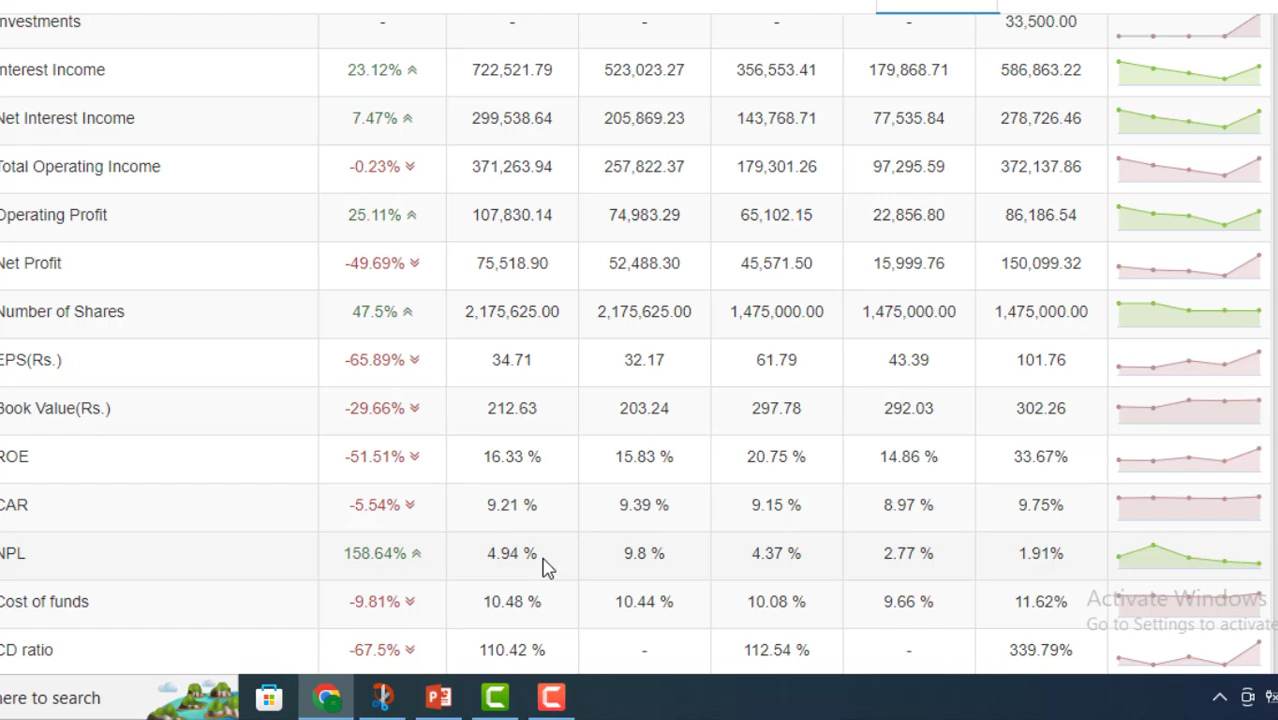 nvestments - - - - - 33,500.00
nterest Income 23.12% 722,521.79 523,023.27 356,553.41 179,868.71 586,863.22
Net Interest Income 7.47% 299,538.64 205,869.23 143,768.71 77,535.84 278,726.46
Total Operating Income -0.23% 371,263.94 257,822.37 179,301.26 97,295.59 372,137.86
Operating Profit 25.11% 107,830.14 74,983.29 65,102.15 22,856.80 86,186.54
Net Profit -49.69% 75,518.90 52,488.30 45,571.50 15,999.76 150,099.32
Number of Shares 47.5% 2,175,625.00 2,175,625.00 1,475,000.00 1,475,000.00 1,475,000.00
EPS(Rs.) -65.89% 34.71 32.17 61.79 43.39 101.76
Book Value(Rs.) -29.66% 212.63 203.24 297.78 292.03 302.26
ROE -51.51% 16.33 % 15.83 % 20.75 % 14.86 % 33.67%
CAR -5.54% 9.21 % 9.39 % 9.15 % 8.97 % 9.75%
NPL 158.64% 4.94 % 9.8 % 4.37 % 2.77 % 1.91%
Cost of funds -9.81% 10.48 % 10.44 % 10.08 % 9.66 % 11.62%
Activate Windows
Go to Settings to activate
CD ratio -67.5% 110.42 % - 112.54 % - 339.79%
here to search